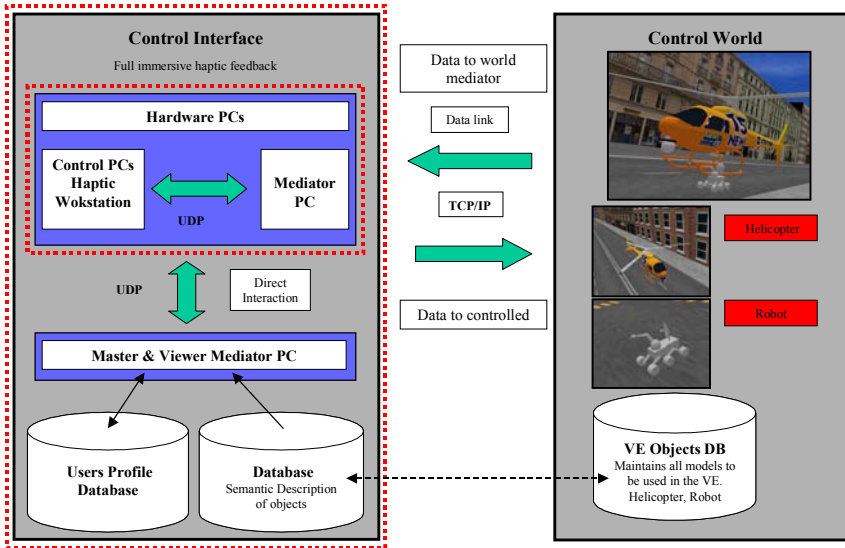 Control Interface
Full immersive haptic feedback
Hardware PCs
Control PCs
Haptic
Wokstation
UDP
Mediator
PC
UDP
Direct
Interaction
Master & Viewer Mediator PC
Users Profile
Database
Database
Semantic Description
of objects
Data to world
mediator
Data link
TCP/IP
Data to controlled
Control World
Helicopter
Robot
VE Objects DB
Maintains all models to
be used in the VE.
Helicopter, Robot